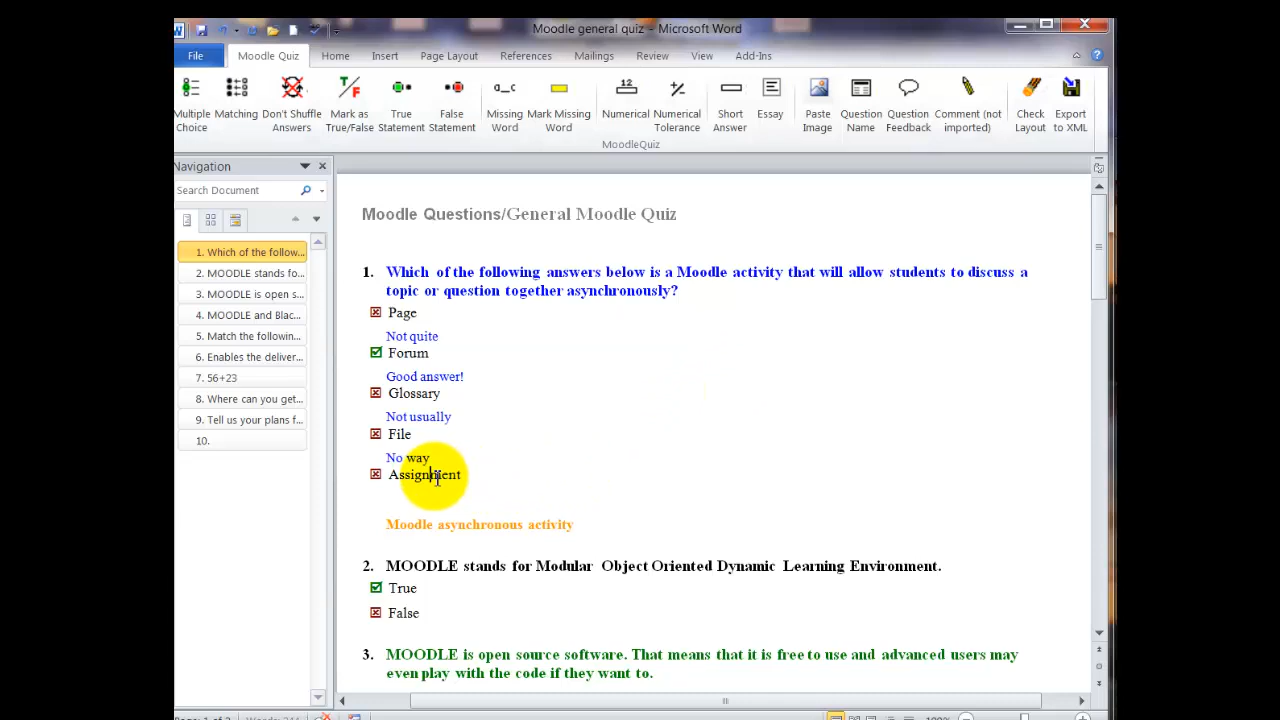 Moodle general quiz - Microsoft Word
File Moodle Quiz Home Insert Page Layout References Mailings Review View Add-Ins
Multiple Choice
Matching
Don't Shuffle Answers
Mark as True/False
True Statement
False Statement
Missing Word
Mark Missing Word
Numerical
Numerical Tolerance
Short Answer
Essay
Paste Image
Question Name
Question Feedback
Comment (not imported)
Check Layout
Export to XML
MoodleQuiz
Navigation
Search Document
1. Which of the follow...
2. MOODLE stands fo...
3. MOODLE is open s...
4. MOODLE and Blac...
5. Match the followin...
6. Enables the deliver...
7. 56+23
8. Where can you get...
9. Tell us your plans f...
10.
Moodle Questions/General Moodle Quiz
1. Which of the following answers below is a Moodle activity that will allow students to discuss a
topic or question together asynchronously?
Page
Not quite
Forum
Good answer!
Glossary
Not usually
File
No way
Assignment
Moodle asynchronous activity
2. MOODLE stands for Modular Object Oriented Dynamic Learning Environment.
True
False
3. MOODLE is open source software. That means that it is free to use and advanced users may
even play with the code if they want to.